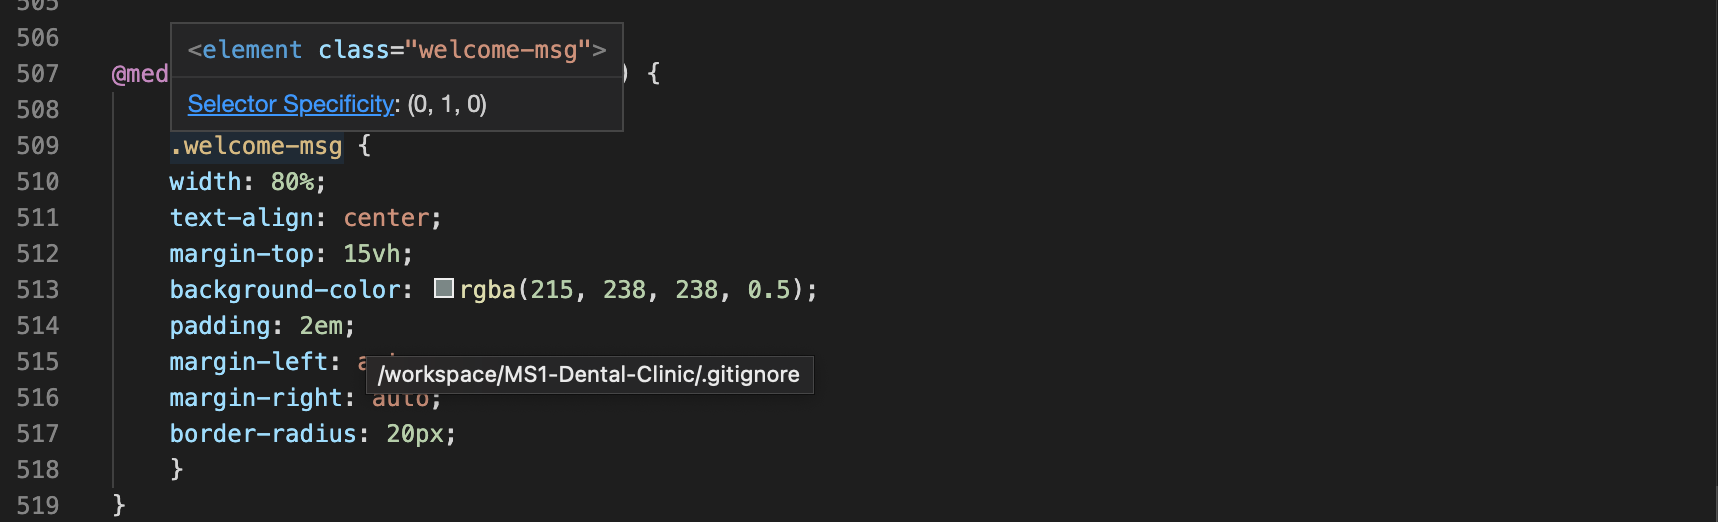 505
506
<element class="welcome-msg">
507 @med ) {
508 Selector Specificity: (0, 1, 0)
509 .welcome-msg {
510 width: 80%;
511 text-align: center;
512 margin-top: 15vh;
513 background-color: rgba(215, 238, 238, 0.5);
514 padding: 2em;
515 margin-left:
/workspace/MS1-Dental-Clinic/.gitignore
516 margin-right: auto;
517 border-radius: 20px;
518 }
519 }